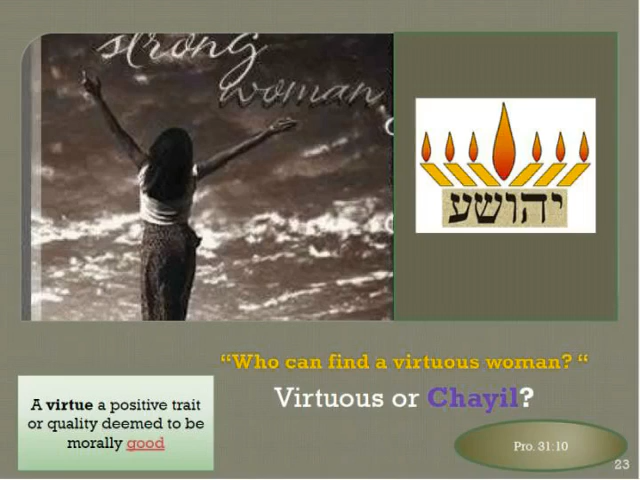 strong
woman
יהושע
“Who can find a virtuous woman? “
Virtuous or Chayil?
A virtue a positive trait
or quality deemed to be
morally good
Pro. 31:10
23